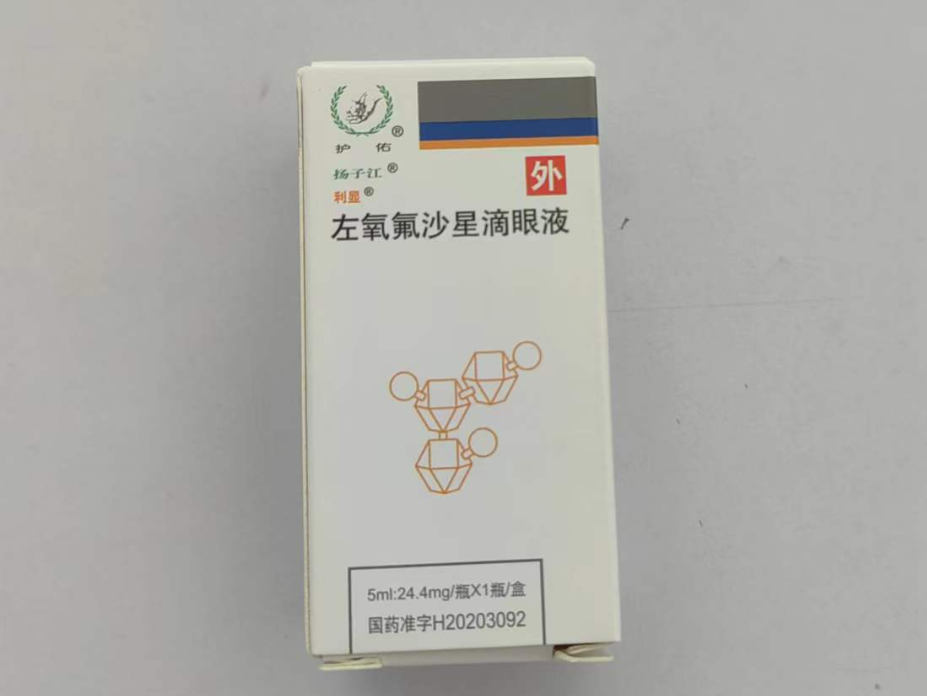 护佑®
扬子江®
利显®
外
左氧氟沙星滴眼液
5ml:24.4mg/瓶X1瓶/盒
国药准字H20203092